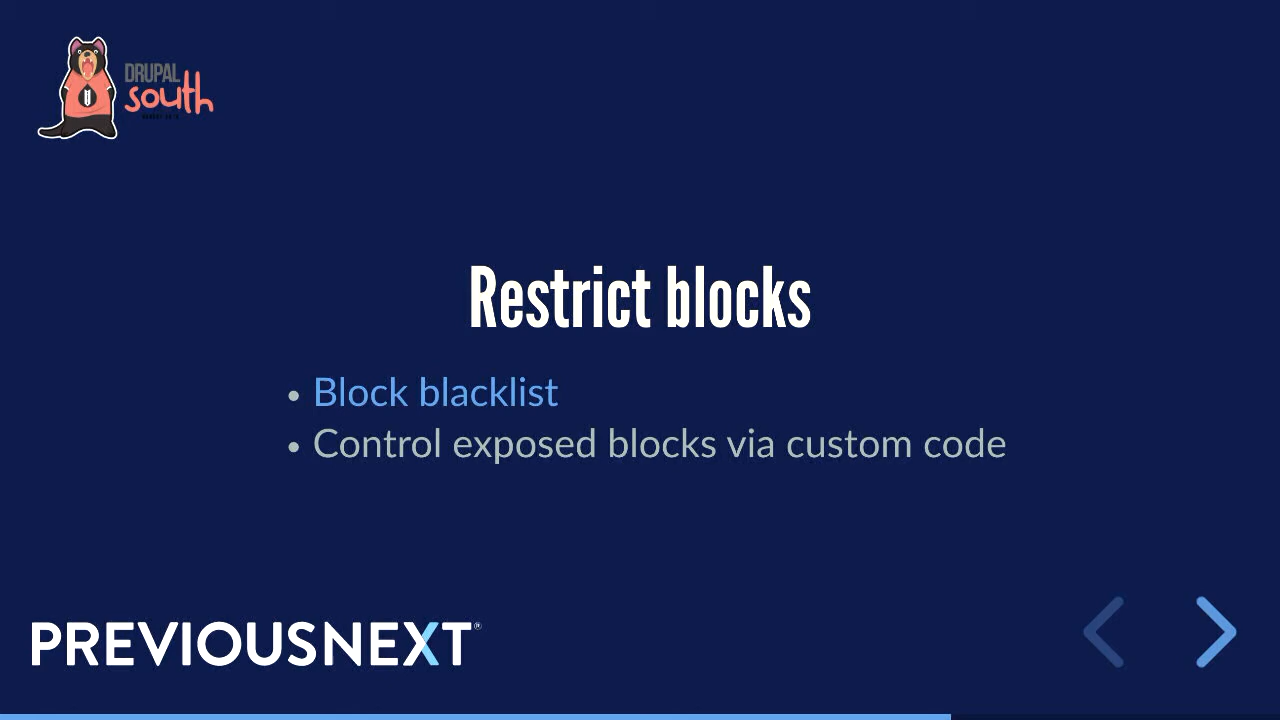 DRUPAL
south
Restrict blocks
• Block blacklist
• Control exposed blocks via custom code
PREVIOUSNEXT®